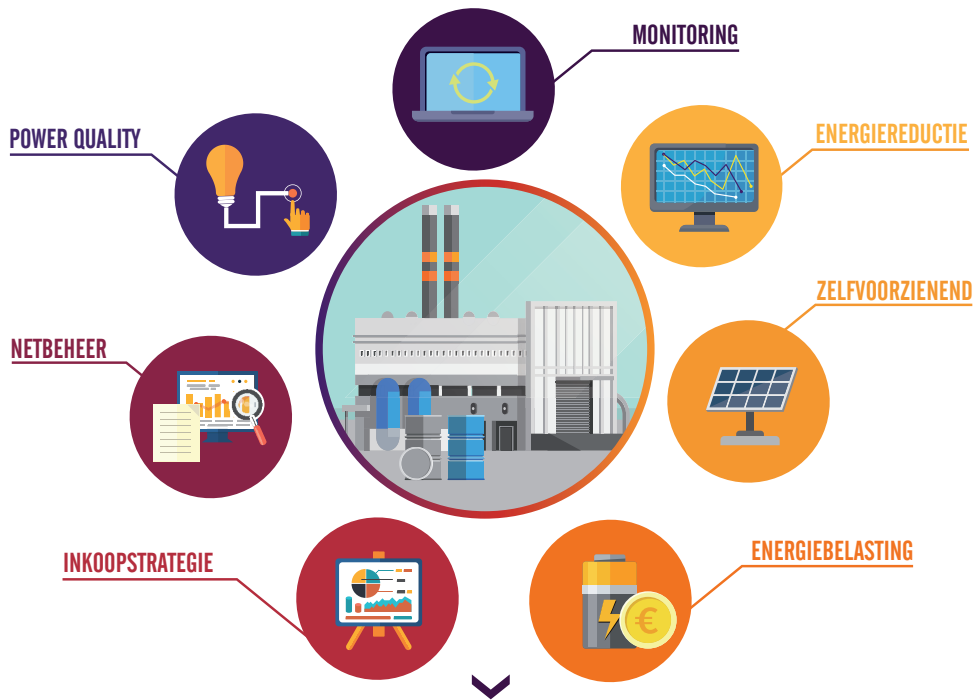 MONITORING
POWER QUALITY
ENERGIEREDUCTIE
ZELFVOORZIENEND
NETBEHEER
INKOOPSTRATEGIE
ENERGIEBELASTING
€